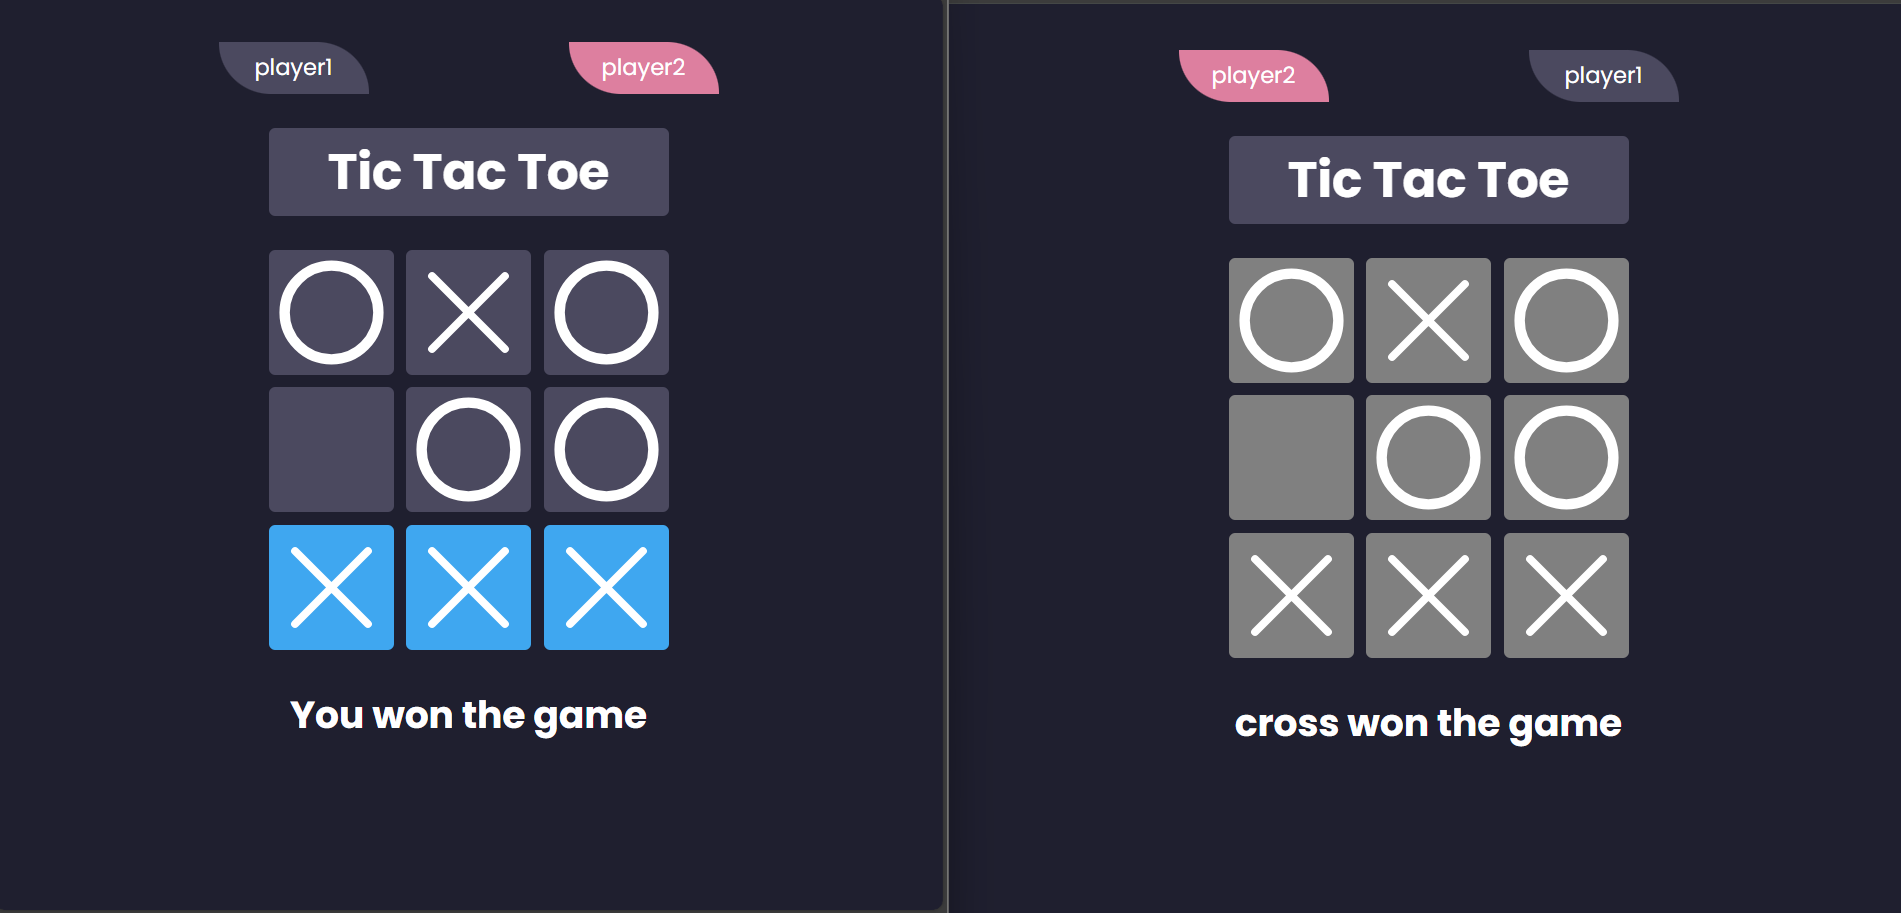 player1
player2
Tic Tac Toe
You won the game
player2
player1
Tic Tac Toe
cross won the game